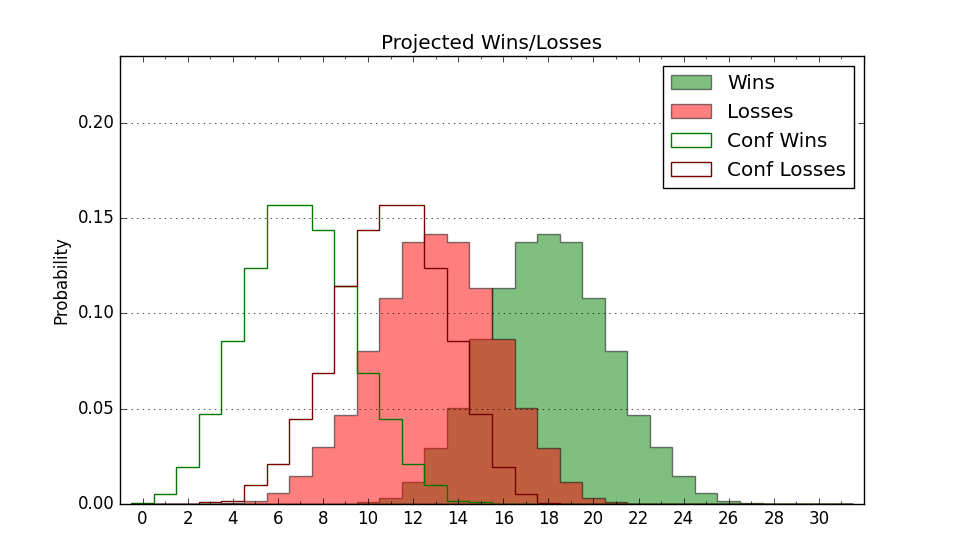 Projected Wins/Losses
Wins
Losses
Conf Wins
Conf Losses
Probability
0.20
0.15
0.10
0.05
0.00
0 2 4 6 8 10 12 14 16 18 20 22 24 26 28 30